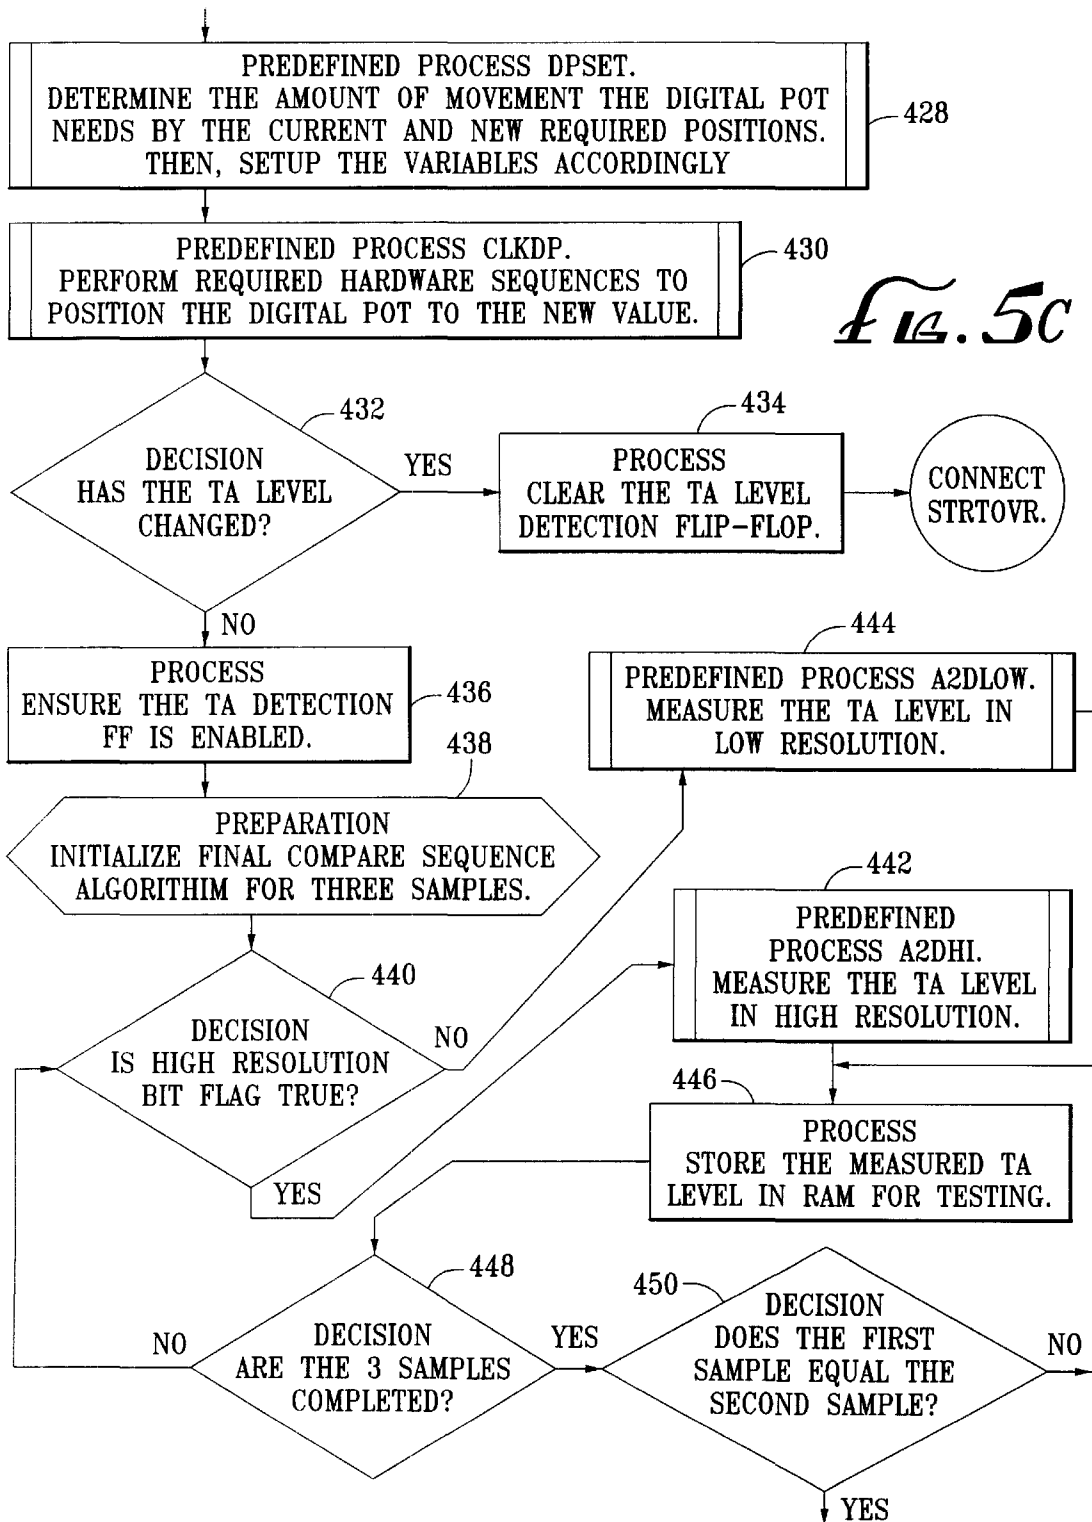 PREDEFINED PROCESS DPSET.
DETERMINE THE AMOUNT OF MOVEMENT THE DIGITAL POT
NEEDS BY THE CURRENT AND NEW REQUIRED POSITIONS.
THEN, SETUP THE VARIABLES ACCORDINGLY
428
PREDEFINED PROCESS CLKDP.
PERFORM REQUIRED HARDWARE SEQUENCES TO
POSITION THE DIGITAL POT TO THE NEW VALUE.
430
FIG. 5C
432
DECISION
HAS THE TA LEVEL
CHANGED?
YES
434
PROCESS
CLEAR THE TA LEVEL
DETECTION FLIP-FLOP.
CONNECT
STRTOVR.
NO
PROCESS
ENSURE THE TA DETECTION
FF IS ENABLED.
436
444
PREDEFINED PROCESS A2DLOW.
MEASURE THE TA LEVEL IN
LOW RESOLUTION.
438
PREPARATION
INITIALIZE FINAL COMPARE SEQUENCE
ALGORITHIM FOR THREE SAMPLES.
442
PREDEFINED
PROCESS A2DHI.
MEASURE THE TA LEVEL
IN HIGH RESOLUTION.
440
DECISION
IS HIGH RESOLUTION
BIT FLAG TRUE?
NO
YES
446
PROCESS
STORE THE MEASURED TA
LEVEL IN RAM FOR TESTING.
448
DECISION
ARE THE 3 SAMPLES
COMPLETED?
NO
YES
450
DECISION
DOES THE FIRST
SAMPLE EQUAL THE
SECOND SAMPLE?
NO
YES